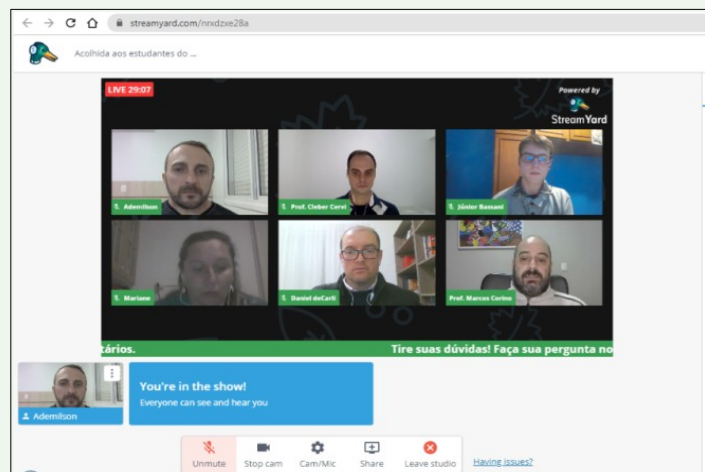 streamyard.com/nrxdzxe28a
Acolhida aos estudantes do ...
LIVE 29:07
Powered by
StreamYard
Ademilson
Prof. Cleber Cervi
Júnior Bassani
Mariane
Daniel deCarli
Prof. Marcos Corino
tários.
Tire suas dúvidas! Faça sua pergunta no
You're in the show!
Everyone can see and hear you
Ademilson
Unmute
Stop cam
Cam/Mic
Share
Leave studio
Having issues?